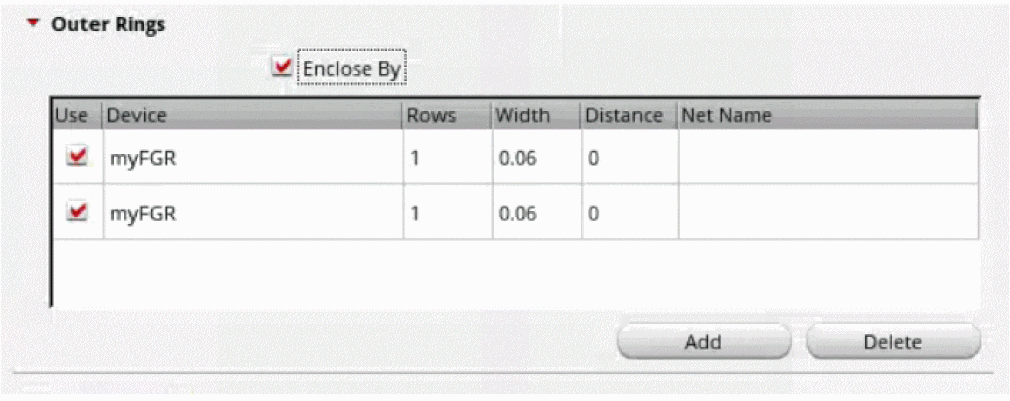 Outer Rings
Enclose By
Use Device Rows Width Distance Net Name
myFGR 1 0.06 0
myFGR 1 0.06 0
Add Delete